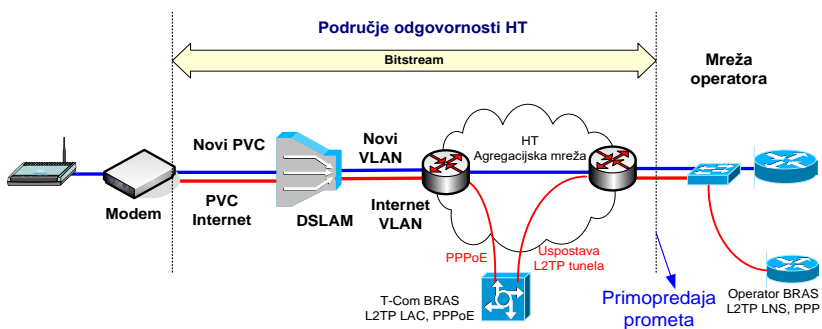 Područje odgovornosti HT
Bitstream
Mreža
operatora
Novi PVC
Novi
VLAN
HT
Agregacijska mreža
Modem
PVC
Internet
DSLAM
Internet
VLAN
PPPoE
Uspostava
L2TP tunela
T-Com BRAS
L2TP LAC, PPPoE
Primopredaja
prometa
Operator BRAS
L2TP LNS, PPP